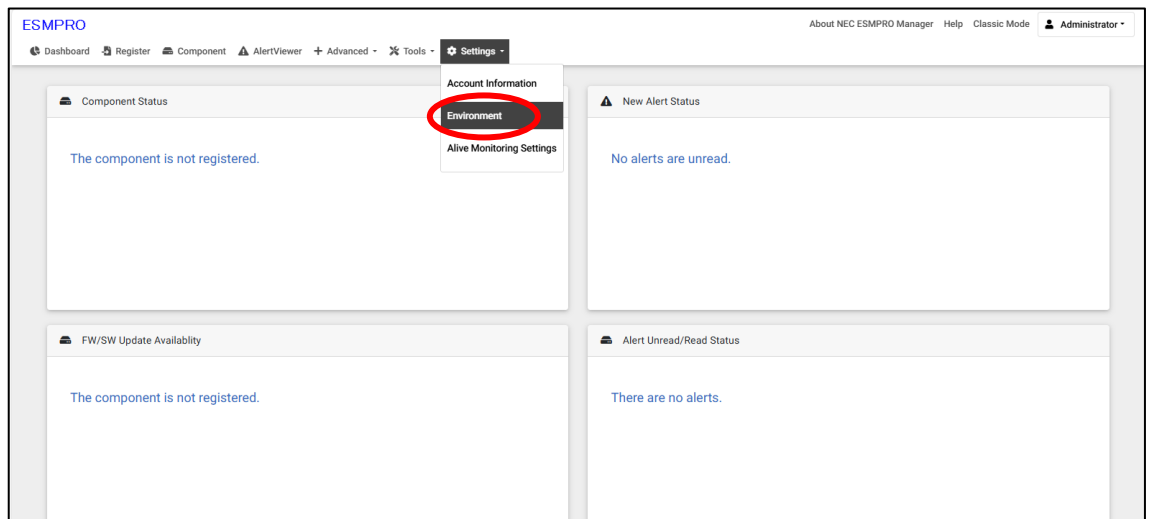 ESMPRO
About NEC ESMPRO Manager Help Classic Mode Administrator
Dashboard Register Component AlertViewer Advanced Tools Settings
Account Information
Environment
Alive Monitoring Settings
Component Status
The component is not registered.
New Alert Status
No alerts are unread.
FW/SW Update Availablity
The component is not registered.
Alert Unread/Read Status
There are no alerts.